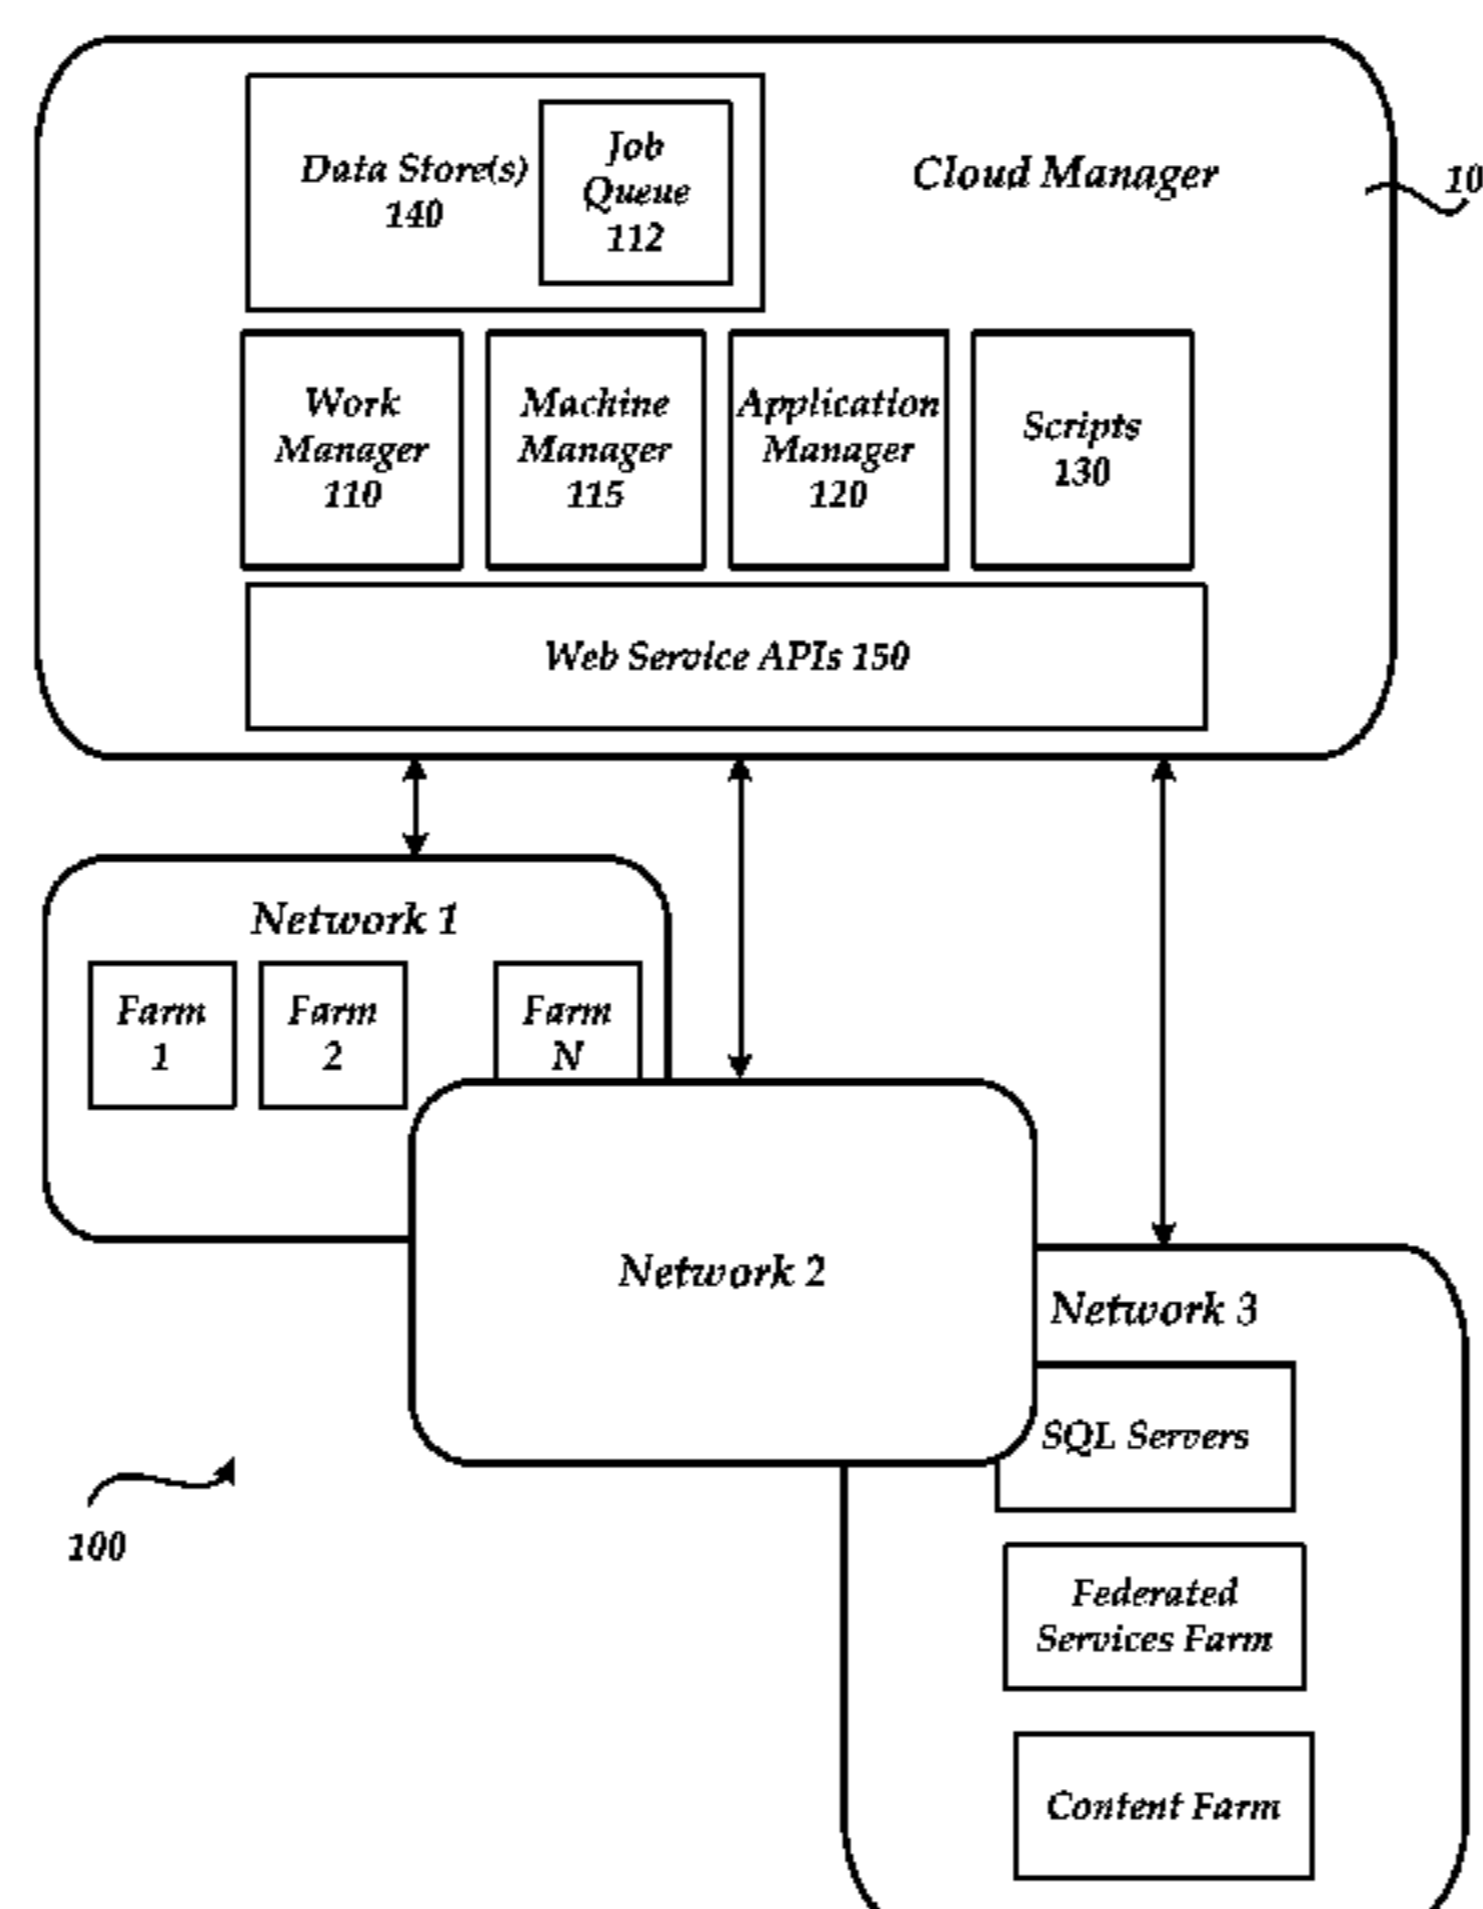 Data Store(s)
140
Job
Queue
112
Cloud Manager
10
Work
Manager
110
Machine
Manager
115
Application
Manager
120
Scripts
130
Web Service APIs 150
Network 1
Farm
1
Farm
2
Farm
N
Network 2
Network 3
SQL Servers
Federated
Services Farm
Content Farm
100